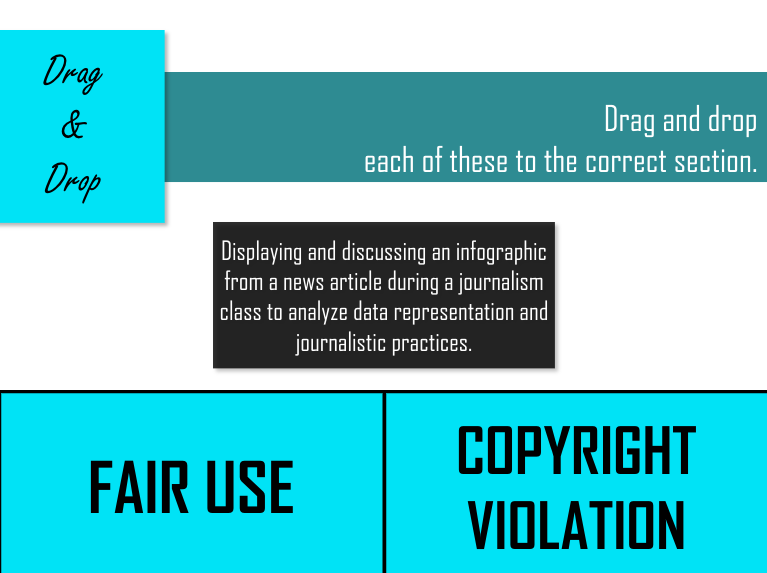 Drag
&
Drop
Drag and drop
each of these to the correct section.
Displaying and discussing an infographic
from a news article during a journalism
class to analyze data representation and
journalistic practices.
FAIR USE
COPYRIGHT
VIOLATION